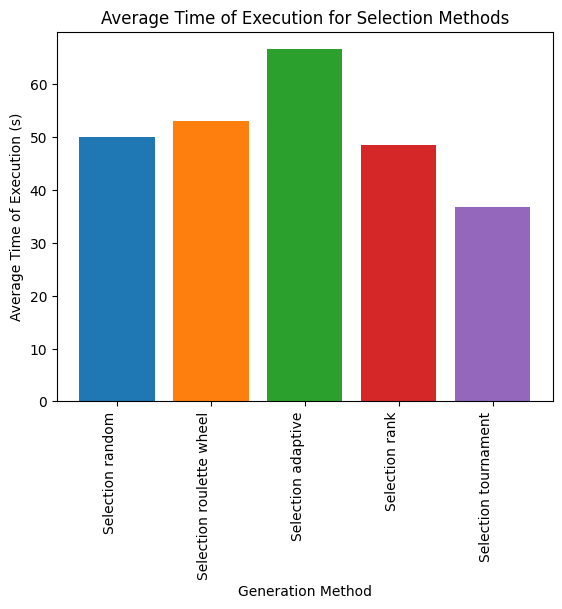 Average Time of Execution for Selection Methods
Average Time of Execution (s)
60
50
40
30
20
10
0
Selection random
Selection roulette wheel
Selection adaptive
Selection rank
Selection tournament
Generation Method